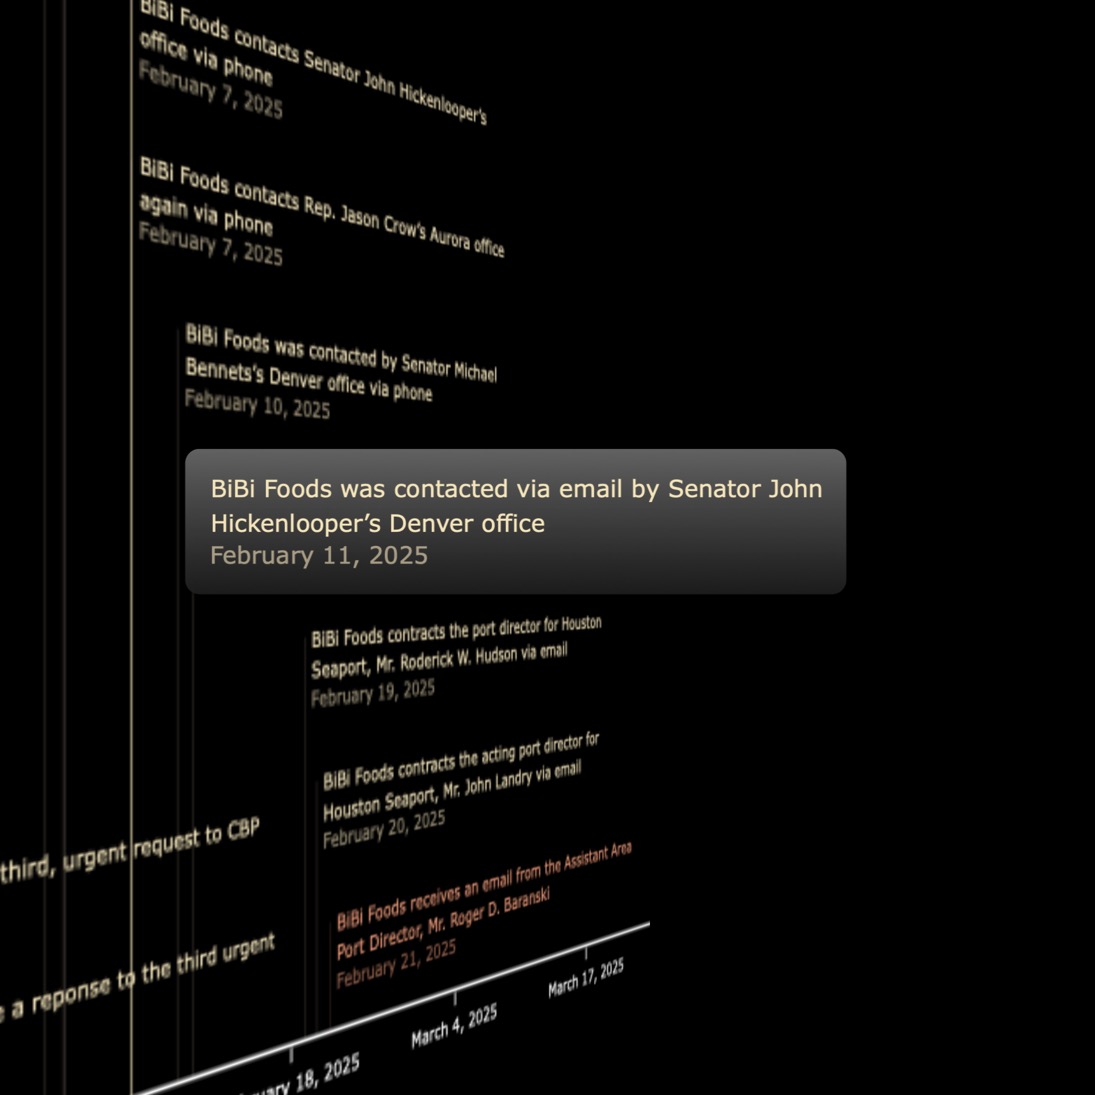 BiBi Foods contacts Senator John Hickenlooper's
office via phone
February 7, 2025
BiBi Foods contacts Rep. Jason Crow's Aurora office
again via phone
February 7, 2025
BiBi Foods was contacted by Senator Michael
Bennets's Denver office via phone
February 10, 2025
BiBi Foods was contacted via email by Senator John
Hickenlooper's Denver office
February 11, 2025
BiBi Foods contracts the port director for Houston
Seaport, Mr. Roderick W. Hudson via email
February 19, 2025
BiBi Foods contracts the acting port director for
Houston Seaport, Mr. John Landry via email
February 20, 2025
third, urgent request to CBP
BiBi Foods receives an email from the Assistant Area
Port Director, Mr. Roger D. Baranski
February 21, 2025
a reponse to the third urgent
March 17, 2025
March 4, 2025
18, 2025